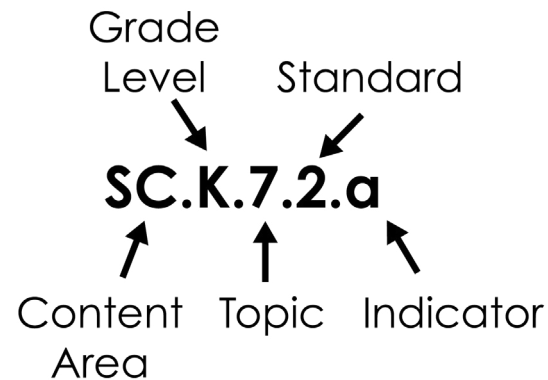 Grade
Level
Standard
SC.K.7.2.a
Content
Area
Topic
Indicator